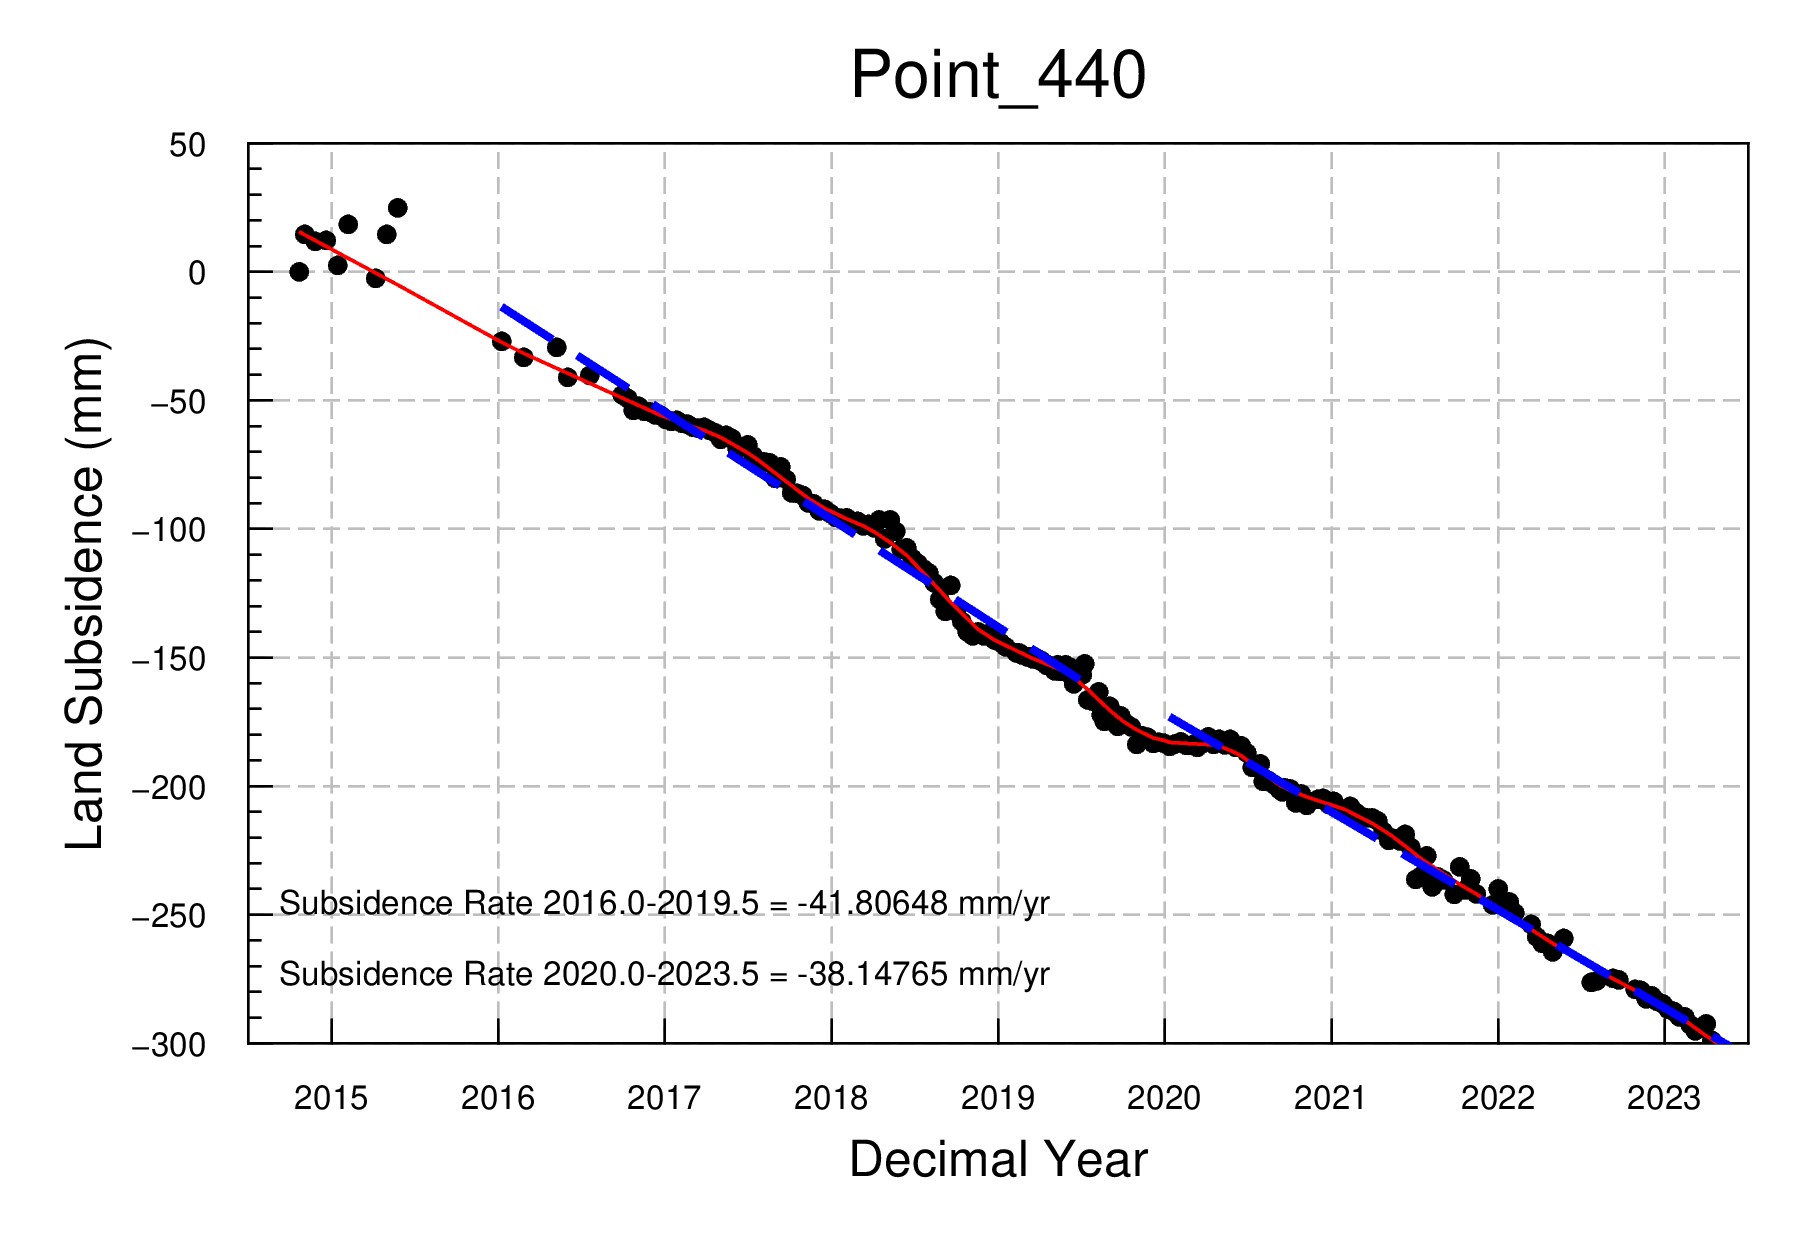 Point_440
50
0
−50
−100
−150
−200
−250
−300
Land Subsidence (mm)
Subsidence Rate 2016.0-2019.5 = -41.80648 mm/yr
Subsidence Rate 2020.0-2023.5 = -38.14765 mm/yr
2015 2016 2017 2018 2019 2020 2021 2022 2023
Decimal Year